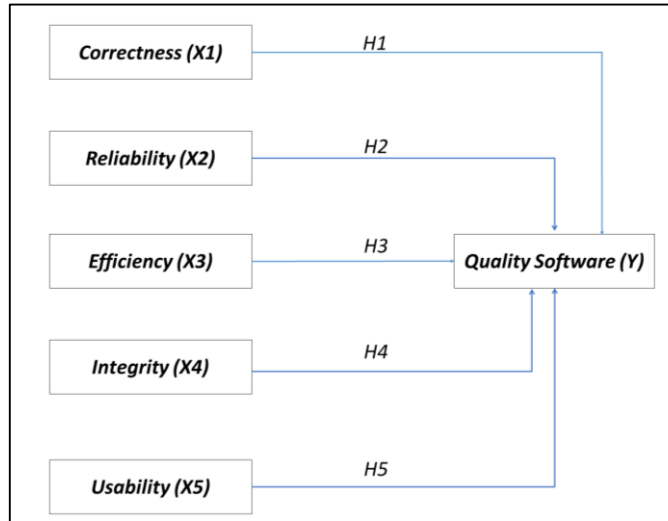 Correctness (X1)
H1
Reliability (X2)
H2
Efficiency (X3)
H3
Quality Software (Y)
Integrity (X4)
H4
Usability (X5)
H5